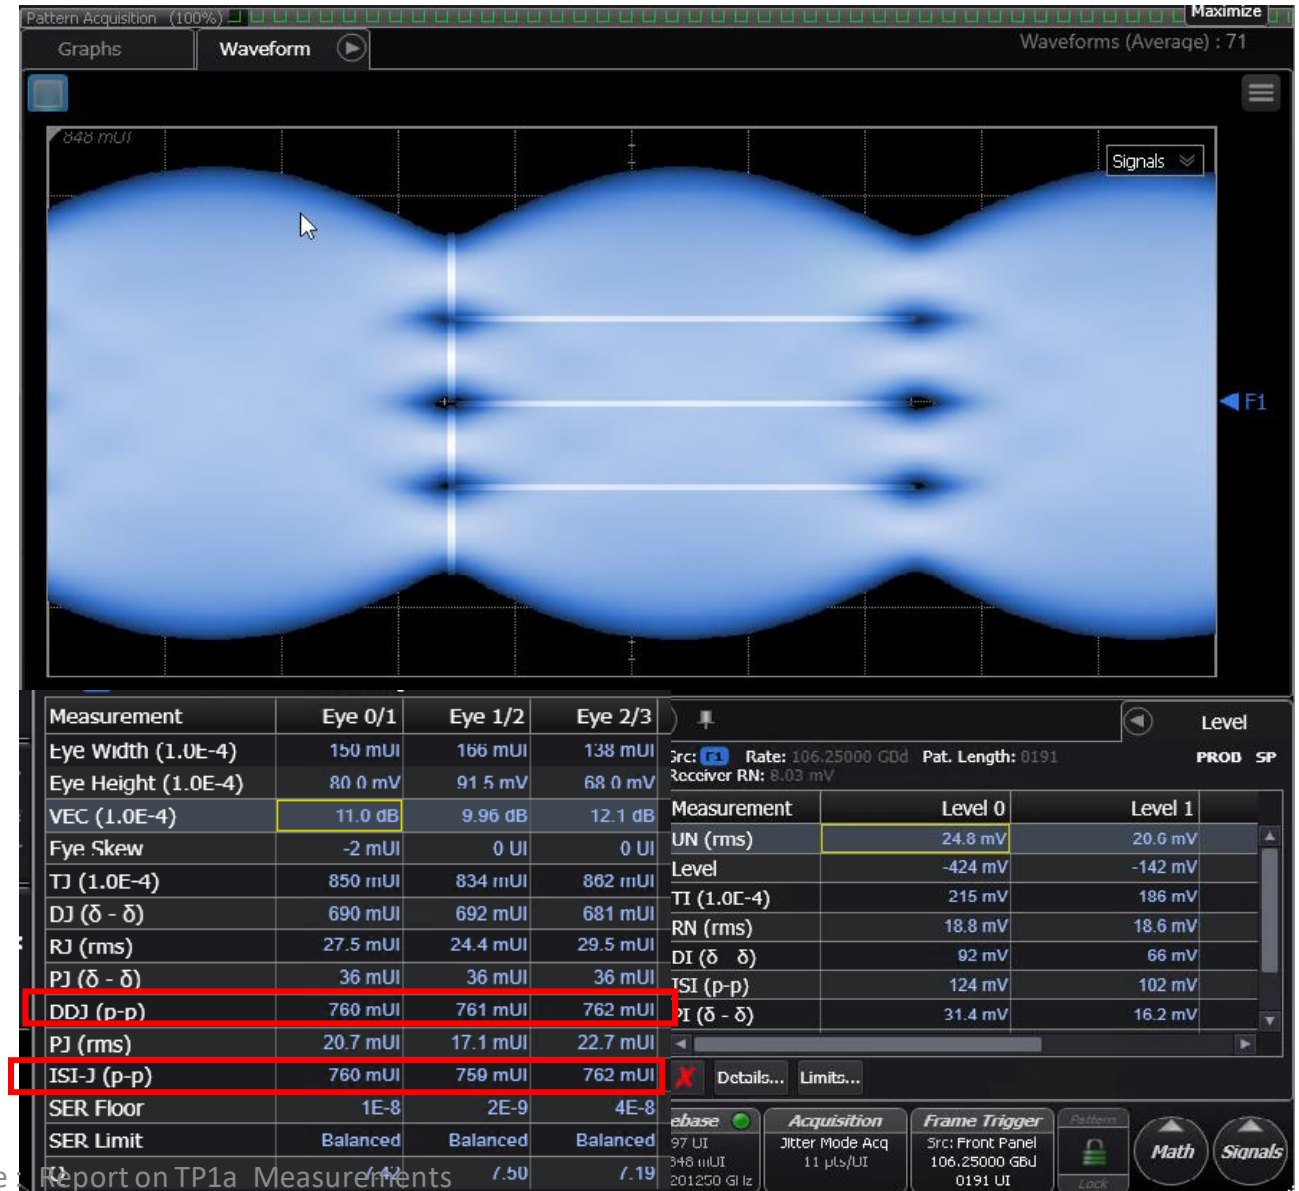 Pattern Acquisition (100%)
Maximize
Graphs
Waveform
Waveforms (Average) : 71
848 mUI
Signals
F1
Measurement Eye 0/1 Eye 1/2 Eye 2/3
Eye Width (1.0E-4) 150 mUI 166 mUI 138 mUI
Eye Height (1.0E-4) 80.0 mV 91.5 mV 68.0 mV
VEC (1.0E-4) 11.0 dB 9.96 dB 12.1 dB
Eye Skew -2 mUI 0 UI 0 UI
TJ (1.0E-4) 850 mUI 834 mUI 862 mUI
DJ (δ - δ) 690 mUI 692 mUI 681 mUI
RJ (rms) 27.5 mUI 24.4 mUI 29.5 mUI
PJ (δ - δ) 36 mUI 36 mUI 36 mUI
DDJ (p-p) 760 mUI 761 mUI 762 mUI
PJ (rms) 20.7 mUI 17.1 mUI 22.7 mUI
ISI-J (p-p) 760 mUI 759 mUI 762 mUI
SER Floor 1E-8 2E-9 4E-8
SER Limit Balanced Balanced Balanced
Q 7.42 7.50 7.19
Report on TP1a Measurements
Level
Src: F1 Rate: 106.25000 GBd Pat. Length: 8191 PROB SP
Receiver RN: 8.03 mV
Measurement Level 0 Level 1
UN (rms) 24.8 mV 20.6 mV
Level -424 mV -142 mV
TI (1.0E-4) 215 mV 186 mV
RN (rms) 18.8 mV 18.6 mV
DI (δ δ) 92 mV 66 mV
ISI (p-p) 124 mV 102 mV
PI (δ - δ) 31.4 mV 16.2 mV
Details... Limits...
ebase
97 UI
848 mUI
201250 GHz
Acquisition
Jitter Mode Acq
11 pts/UI
Frame Trigger
Src: Front Panel
106.25000 GBd
8191 UI
Pattern
Lock
Math
Signals